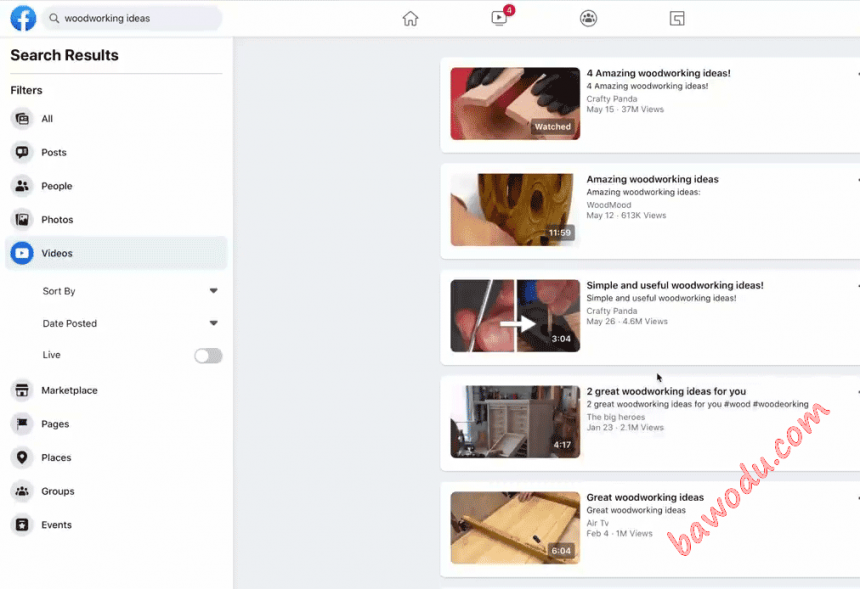 woodworking ideas
4
Search Results
Filters
All
Posts
People
Photos
Videos
Sort By
Date Posted
Live
Marketplace
Pages
Places
Groups
Events
4 Amazing woodworking ideas!
4 Amazing woodworking ideas!
Crafty Panda
May 15 · 37M Views
Watched
Amazing woodworking ideas
Amazing woodworking ideas:
WoodMood
May 12 · 613K Views
11:59
Simple and useful woodworking ideas!
Simple and useful woodworking ideas!
Crafty Panda
May 26 · 4.6M Views
3:04
2 great woodworking ideas for you
2 great woodworking ideas for you #wood #woodeorking
The big heroes
Jan 23 · 2.1M Views
4:17
Great woodworking ideas
Great woodworking ideas
Air Tv
Feb 4 · 1M Views
6:04
bawodu.com